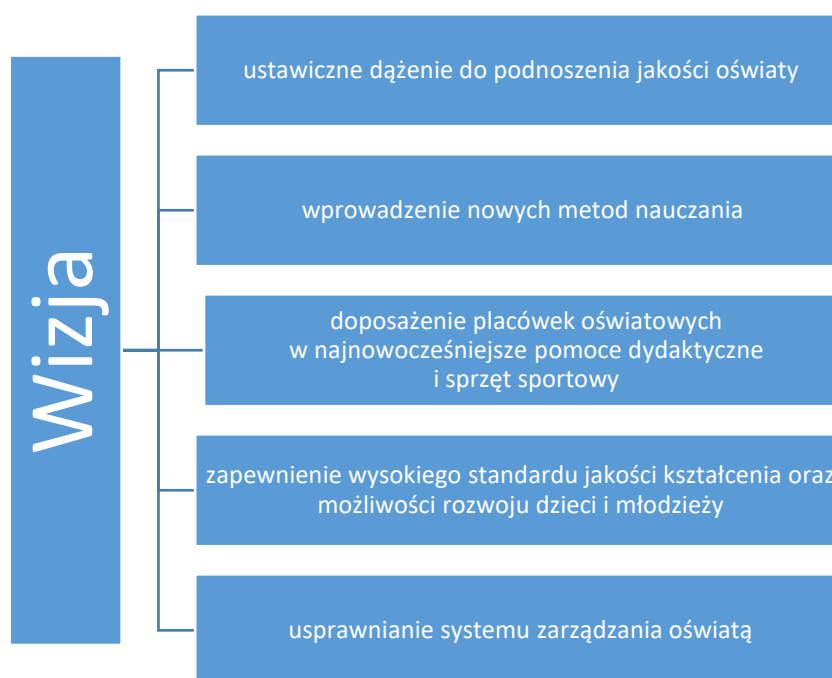 Wizja
ustawiczne dążenie do podnoszenia jakości oświaty
wprowadzenie nowych metod nauczania
doposażenie placówek oświatowych
w najnowocześniejsze pomoce dydaktyczne
i sprzęt sportowy
zapewnienie wysokiego standardu jakości kształcenia oraz
możliwości rozwoju dzieci i młodzieży
usprawnianie systemu zarządzania oświatą